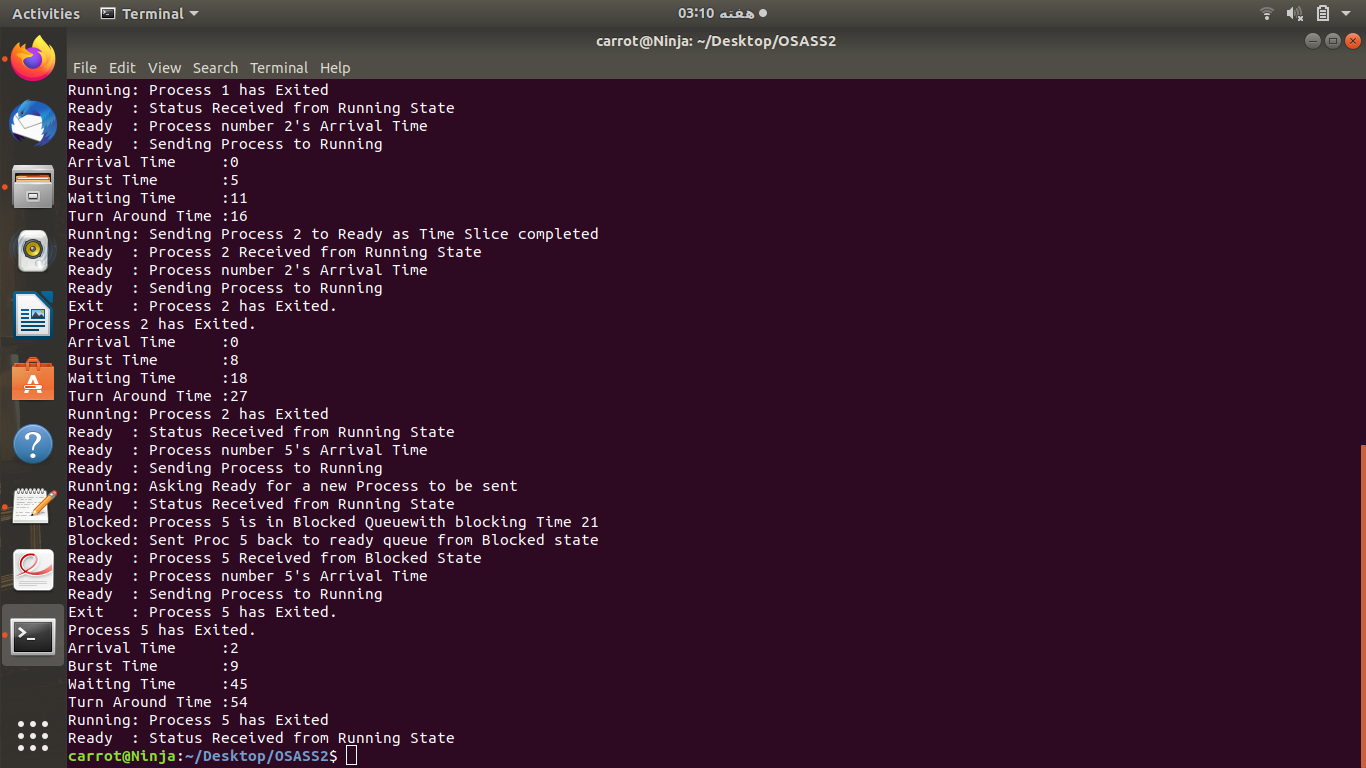 Activities Terminal هفته 03:10
carrot@Ninja: ~/Desktop/OSASS2
File Edit View Search Terminal Help
Running: Process 1 has Exited
Ready  : Status Received from Running State
Ready  : Process number 2's Arrival Time
Ready  : Sending Process to Running
Arrival Time     :0
Burst Time       :5
Waiting Time     :11
Turn Around Time :16
Running: Sending Process 2 to Ready as Time Slice completed
Ready  : Process 2 Received from Running State
Ready  : Process number 2's Arrival Time
Ready  : Sending Process to Running
Exit   : Process 2 has Exited.
Process 2 has Exited.
Arrival Time     :0
Burst Time       :8
Waiting Time     :18
Turn Around Time :27
Running: Process 2 has Exited
Ready  : Status Received from Running State
Ready  : Process number 5's Arrival Time
Ready  : Sending Process to Running
Running: Asking Ready for a new Process to be sent
Ready  : Status Received from Running State
Blocked: Process 5 is in Blocked Queuewith blocking Time 21
Blocked: Sent Proc 5 back to ready queue from Blocked state
Ready  : Process 5 Received from Blocked State
Ready  : Process number 5's Arrival Time
Ready  : Sending Process to Running
Exit   : Process 5 has Exited.
Process 5 has Exited.
Arrival Time     :2
Burst Time       :9
Waiting Time     :45
Turn Around Time :54
Running: Process 5 has Exited
Ready  : Status Received from Running State
carrot@Ninja:~/Desktop/OSASS2$